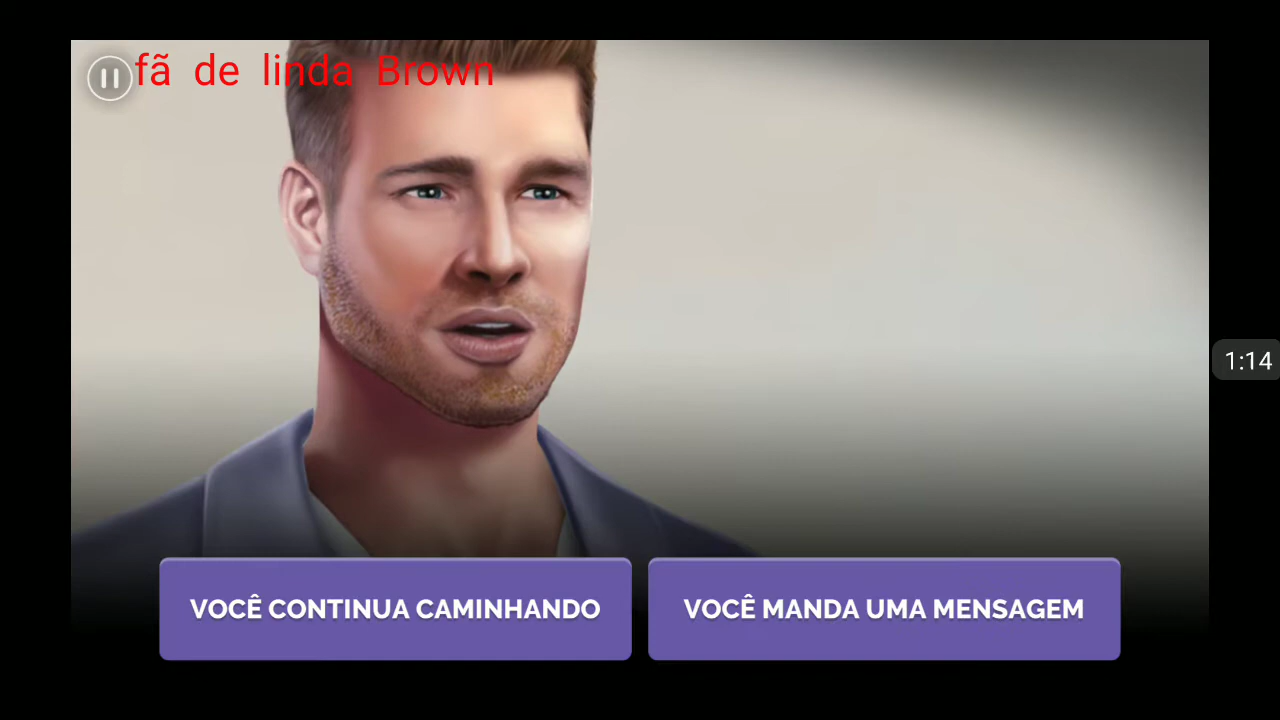 fã de linda Brown
1:14
VOCÊ CONTINUA CAMINHANDO
VOCÊ MANDA UMA MENSAGEM